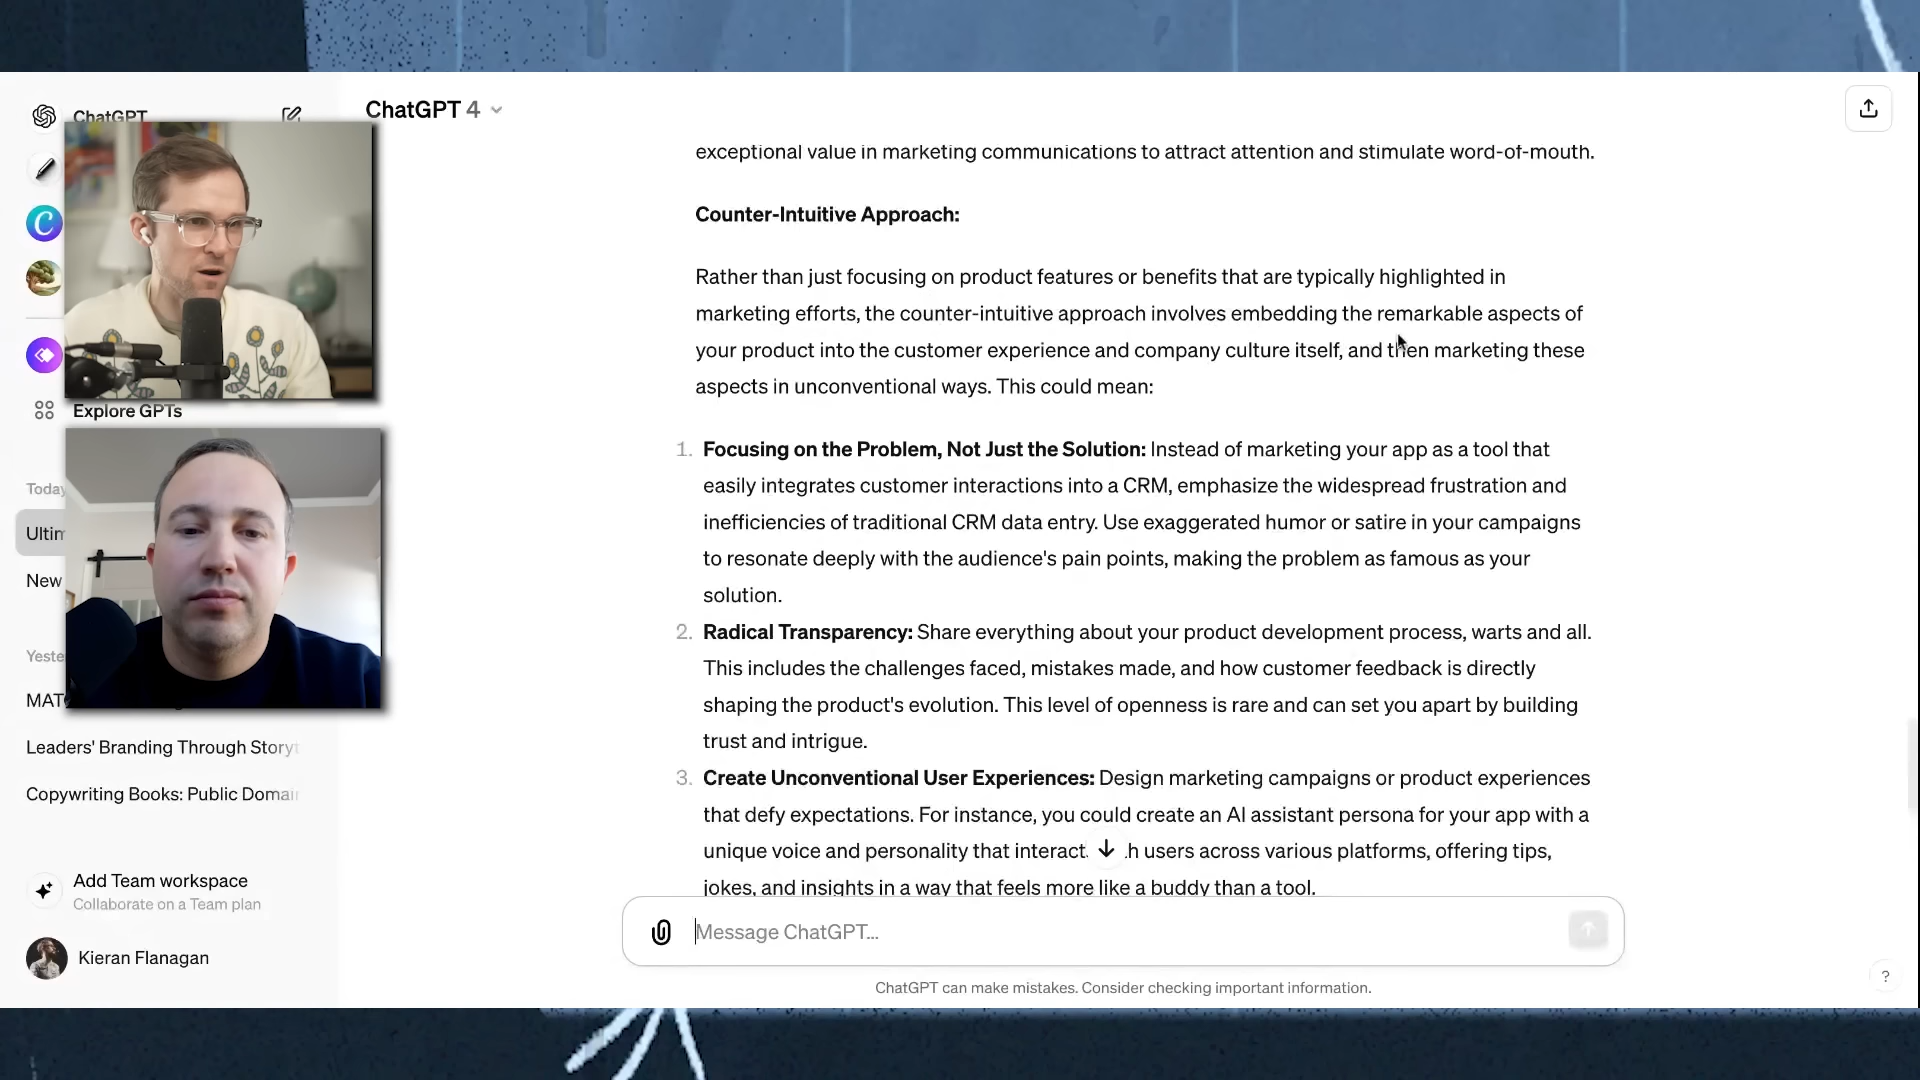 ChatGPT
Explore GPTs
Today
Ultim
New
Yeste
MAT
Leaders' Branding Through Story
Copywriting Books: Public Domai
Add Team workspace
Collaborate on a Team plan
Kieran Flanagan
ChatGPT 4
exceptional value in marketing communications to attract attention and stimulate word-of-mouth.
Counter-Intuitive Approach:
Rather than just focusing on product features or benefits that are typically highlighted in
marketing efforts, the counter-intuitive approach involves embedding the remarkable aspects of
your product into the customer experience and company culture itself, and then marketing these
aspects in unconventional ways. This could mean:
1. Focusing on the Problem, Not Just the Solution: Instead of marketing your app as a tool that
easily integrates customer interactions into a CRM, emphasize the widespread frustration and
inefficiencies of traditional CRM data entry. Use exaggerated humor or satire in your campaigns
to resonate deeply with the audience's pain points, making the problem as famous as your
solution.
2. Radical Transparency: Share everything about your product development process, warts and all.
This includes the challenges faced, mistakes made, and how customer feedback is directly
shaping the product's evolution. This level of openness is rare and can set you apart by building
trust and intrigue.
3. Create Unconventional User Experiences: Design marketing campaigns or product experiences
that defy expectations. For instance, you could create an AI assistant persona for your app with a
unique voice and personality that interact h users across various platforms, offering tips,
jokes, and insights in a way that feels more like a buddy than a tool.
Message ChatGPT...
ChatGPT can make mistakes. Consider checking important information.
?